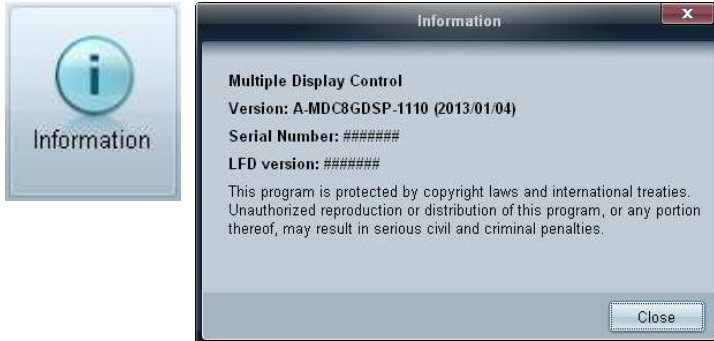 Information
Information
x
Multiple Display Control
Version: A-MDC8GDSP-1110 (2013/01/04)
Serial Number: #######
LFD version: #######
This program is protected by copyright laws and international treaties.
Unauthorized reproduction or distribution of this program, or any portion
thereof, may result in serious civil and criminal penalties.
Close